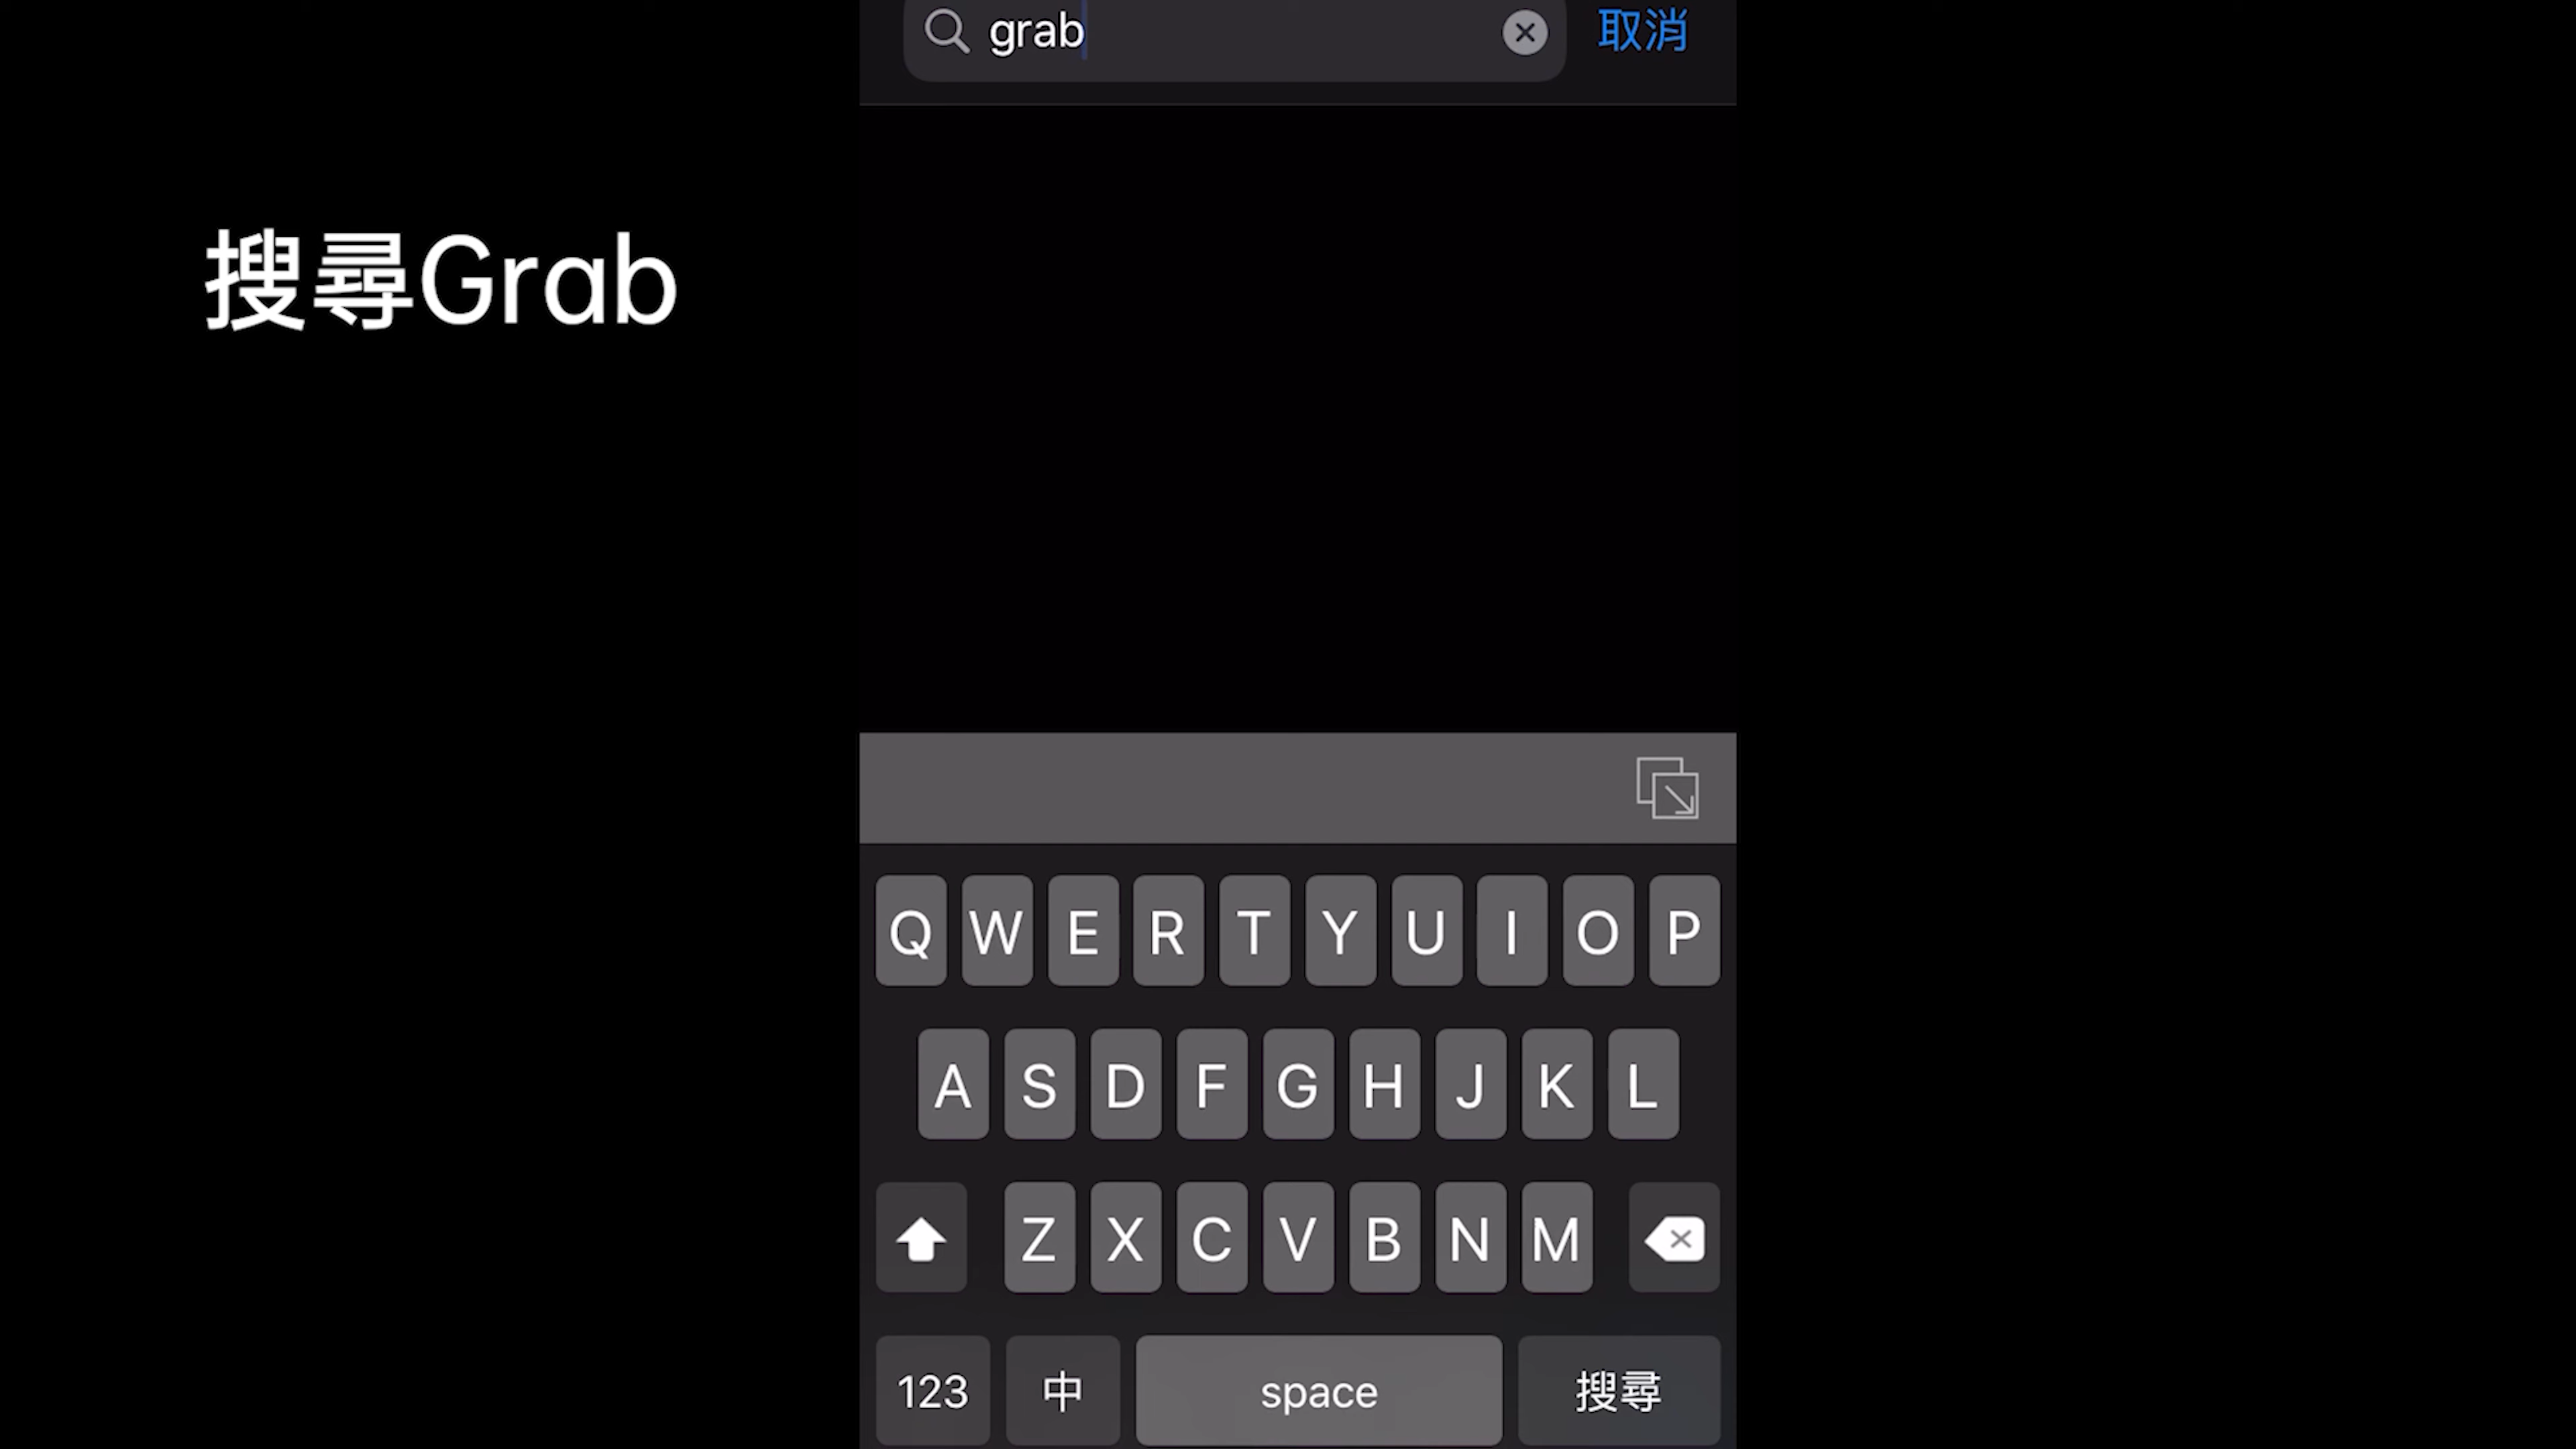 grab
取消
搜尋Grab
Q W E R T Y U I O P
A S D F G H J K L
Z X C V B N M
123 中 space 搜尋